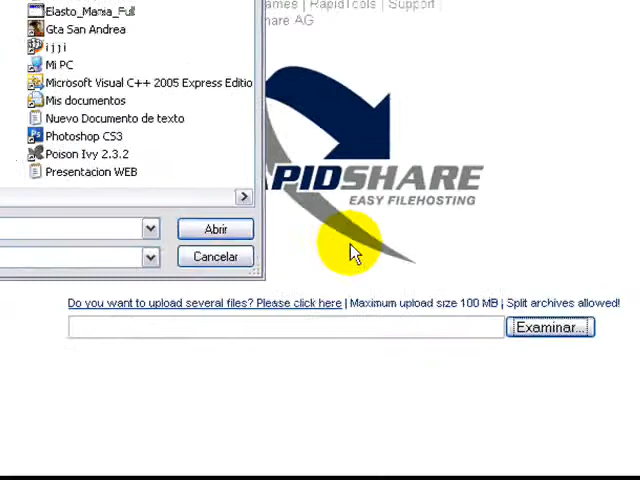 Elasto_Mania_Full
Gta San Andrea
ijji
Mi PC
Microsoft Visual C++ 2005 Express Editio
Mis documentos
Nuevo Documento de texto
Photoshop CS3
Poison Ivy 2.3.2
Presentacion WEB
Abrir
Cancelar
ames | RapidTools | Support
hare AG
APIDSHARE
EASY FILEHOSTING
Do you want to upload several files? Please click here | Maximum upload size 100 MB ¡ Split archives allowed!
Examinar...